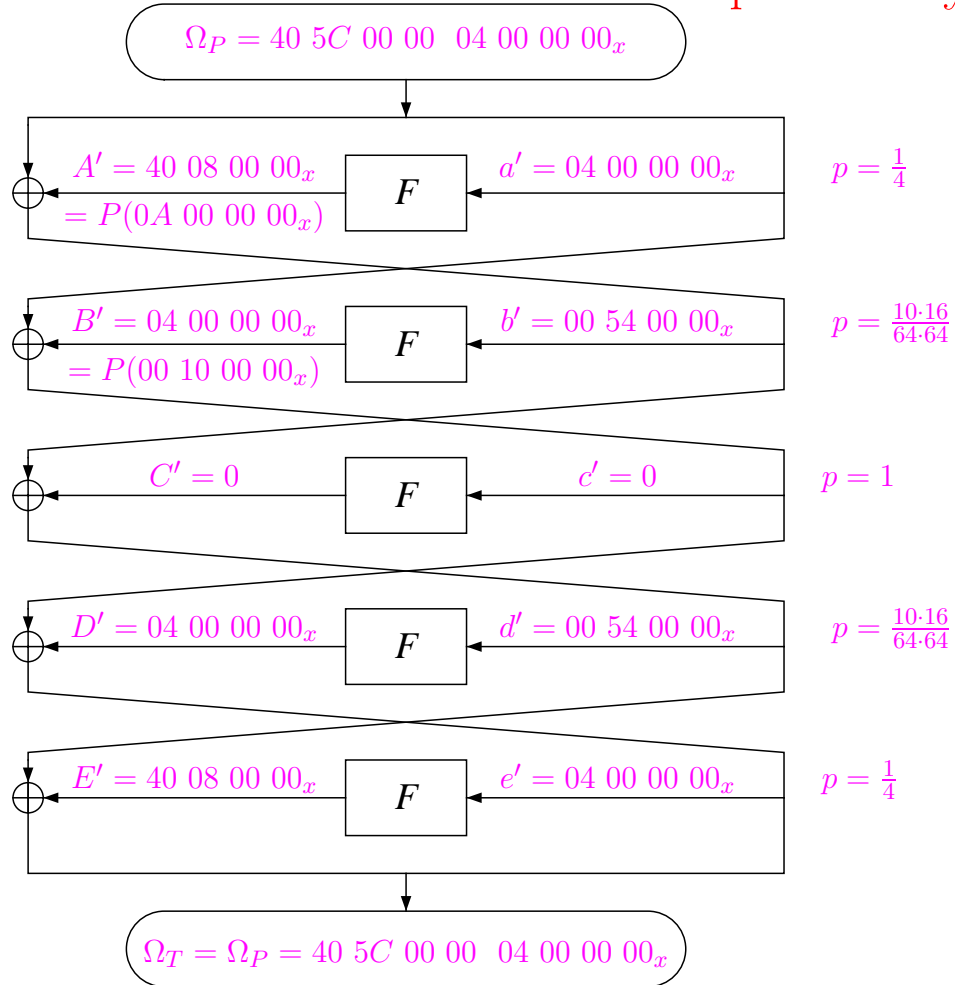 Ω_P = 40 5C 00 00 04 00 00 00_x
A′ = 40 08 00 00_x F a′ = 04 00 00 00_x p = 1/4
= P(0A 00 00 00_x)
B′ = 04 00 00 00_x F b′ = 00 54 00 00_x p = 10·16/64·64
= P(00 10 00 00_x)
C′ = 0 F c′ = 0 p = 1
D′ = 04 00 00 00_x F d′ = 00 54 00 00_x p = 10·16/64·64
E′ = 40 08 00 00_x F e′ = 04 00 00 00_x p = 1/4
Ω_T = Ω_P = 40 5C 00 00 04 00 00 00_x